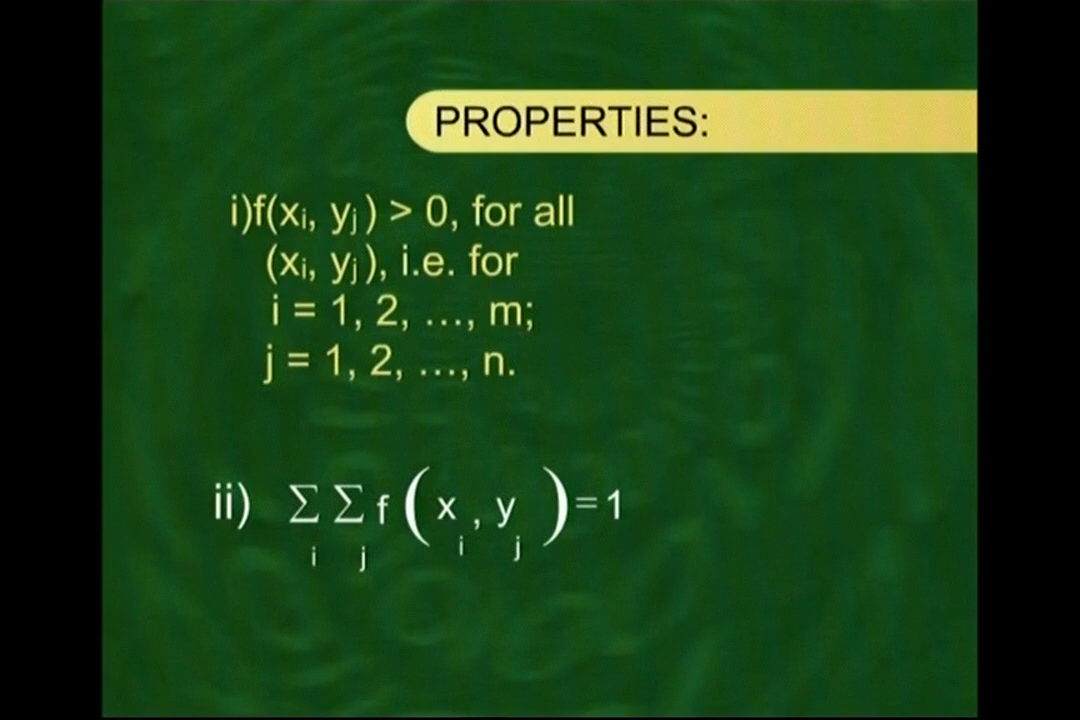 PROPERTIES:
i)f(xᵢ, yⱼ) > 0, for all
(xᵢ, yⱼ), i.e. for
i = 1, 2, ..., m;
j = 1, 2, ..., n.
ii) Σ Σ f ( x , y ) = 1
i j i j